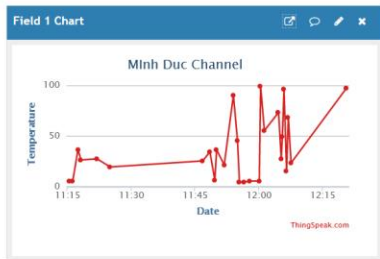 Field 1 Chart
MInh Duc Channel
Temperature
100
50
0
11:15 11:30 11:45 12:00 12:15
Date
ThingSpeak.com